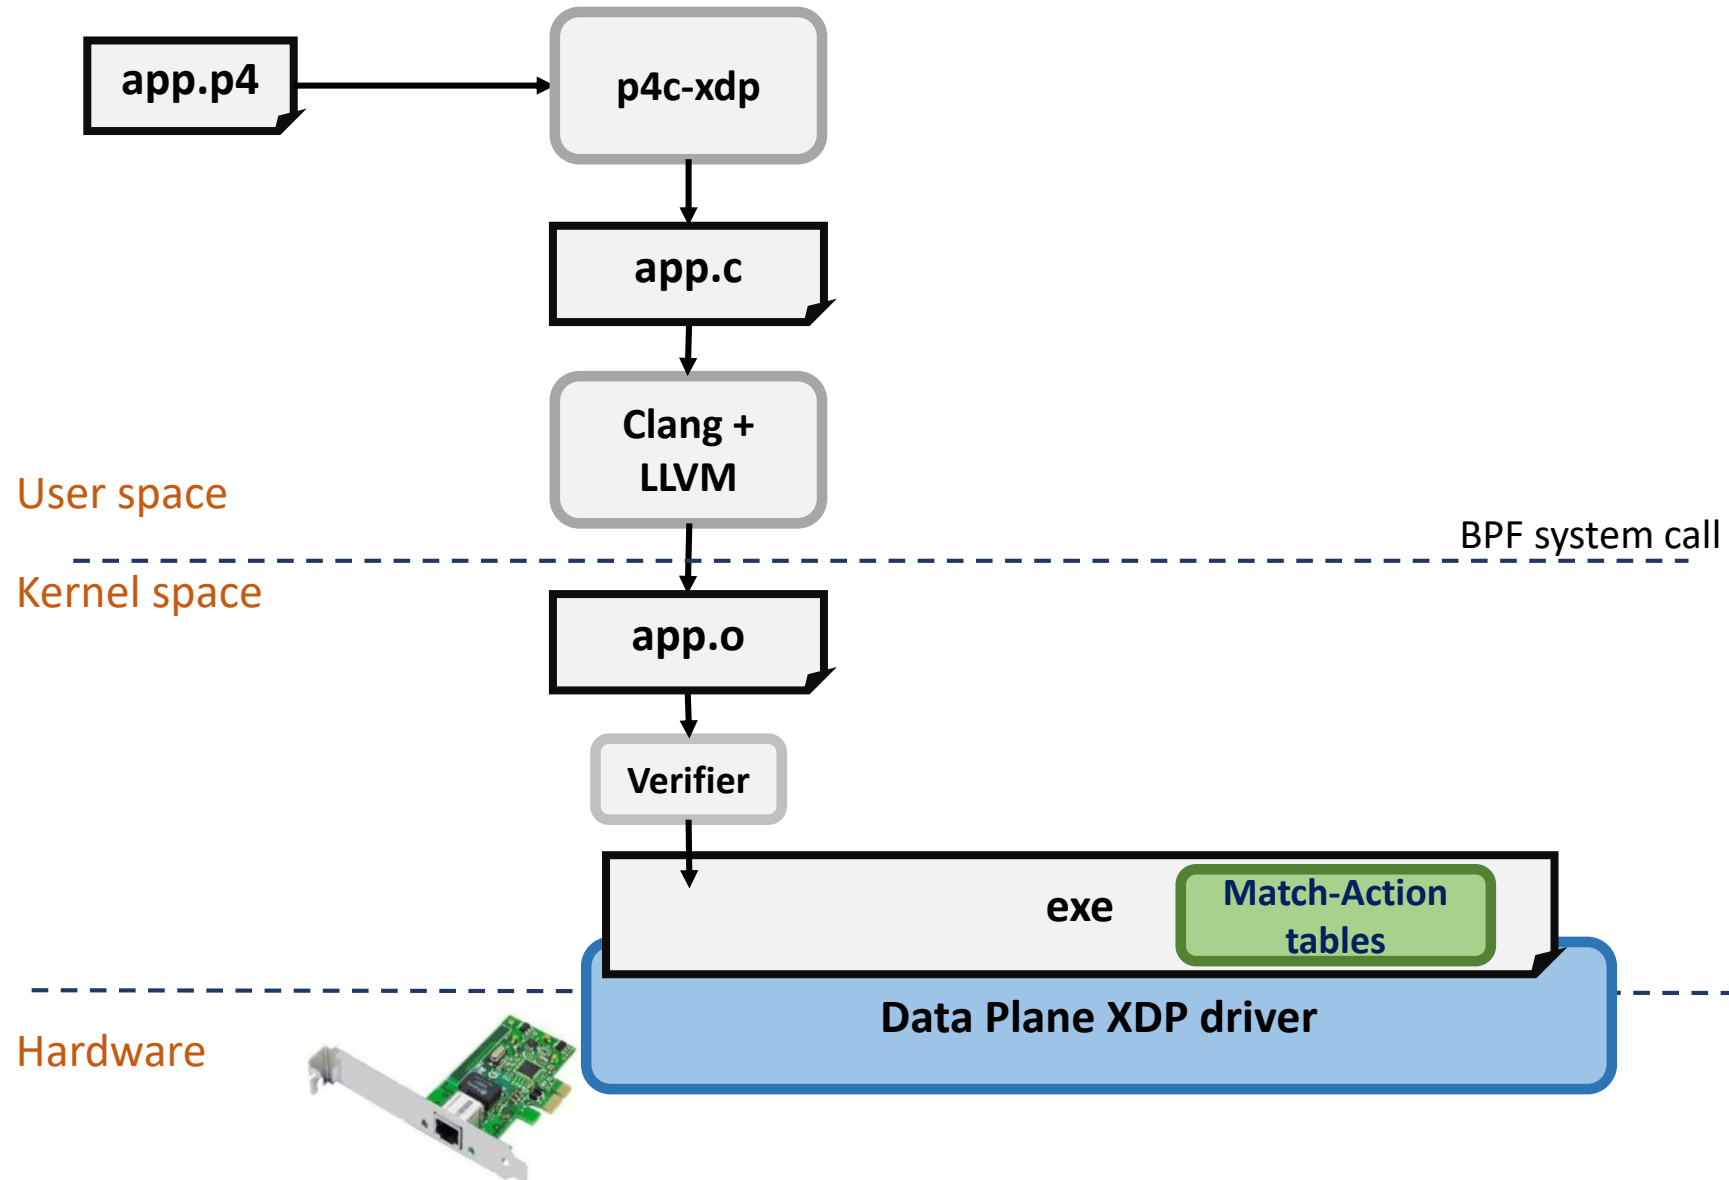 app.p4
p4c-xdp
app.c
Clang +
LLVM
User space
BPF system call
Kernel space
app.o
Verifier
exe
Match-Action
tables
Data Plane XDP driver
Hardware